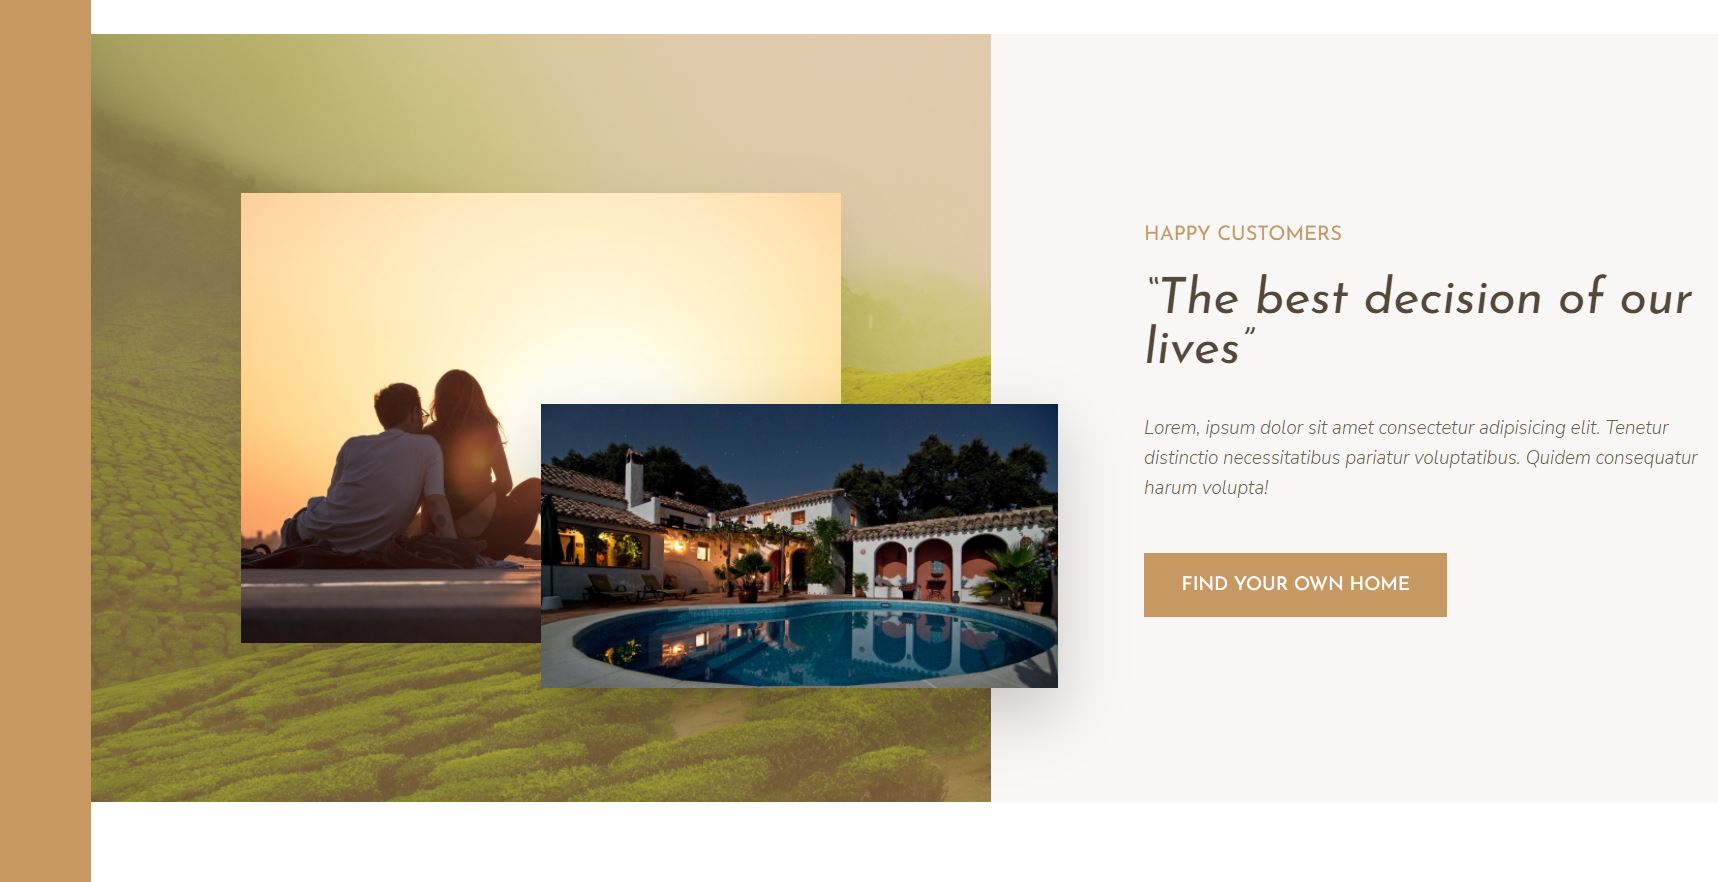 HAPPY CUSTOMERS
“The best decision of our
lives”
Lorem, ipsum dolor sit amet consectetur adipisicing elit. Tenetur
distinctio necessitatibus pariatur voluptatibus. Quidem consequatur
harum volupta!
FIND YOUR OWN HOME